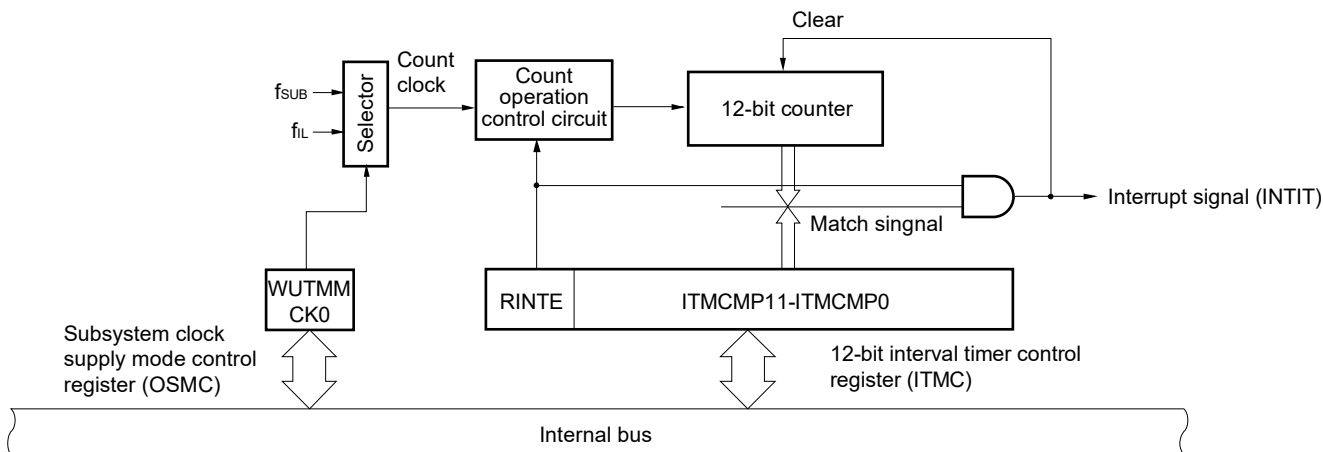 Clear
Count
clock
fSUB
fIL
Selector
Count
operation
control circuit
12-bit counter
Interrupt signal (INTIT)
Match singnal
WUTMM
CK0
RINTE
ITMCMP11-ITMCMP0
Subsystem clock
supply mode control
register (OSMC)
12-bit interval timer control
register (ITMC)
Internal bus